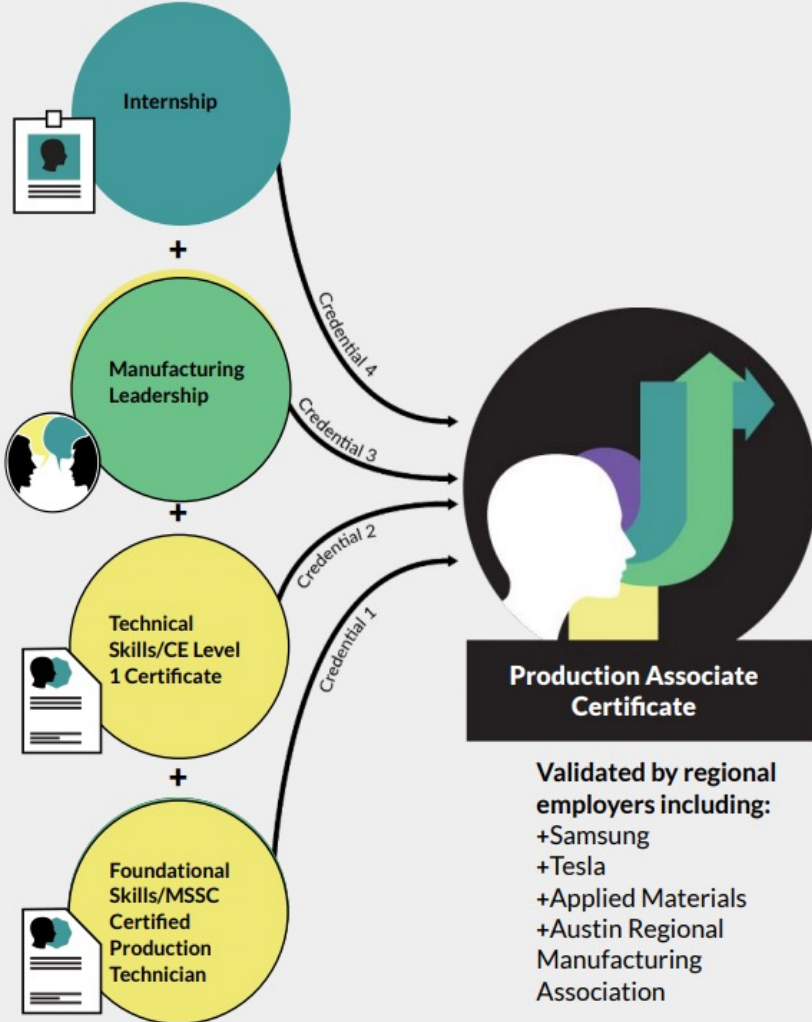 Internship
+
Credential 4
Manufacturing
Leadership
Credential 3
+
Credential 2
Technical
Skills/CE Level
1 Certificate
Credential 1
+
Foundational
Skills/MSSC
Certified
Production
Technician
Production Associate
Certificate
Validated by regional
employers including:
+Samsung
+Tesla
+Applied Materials
+Austin Regional
Manufacturing
Association